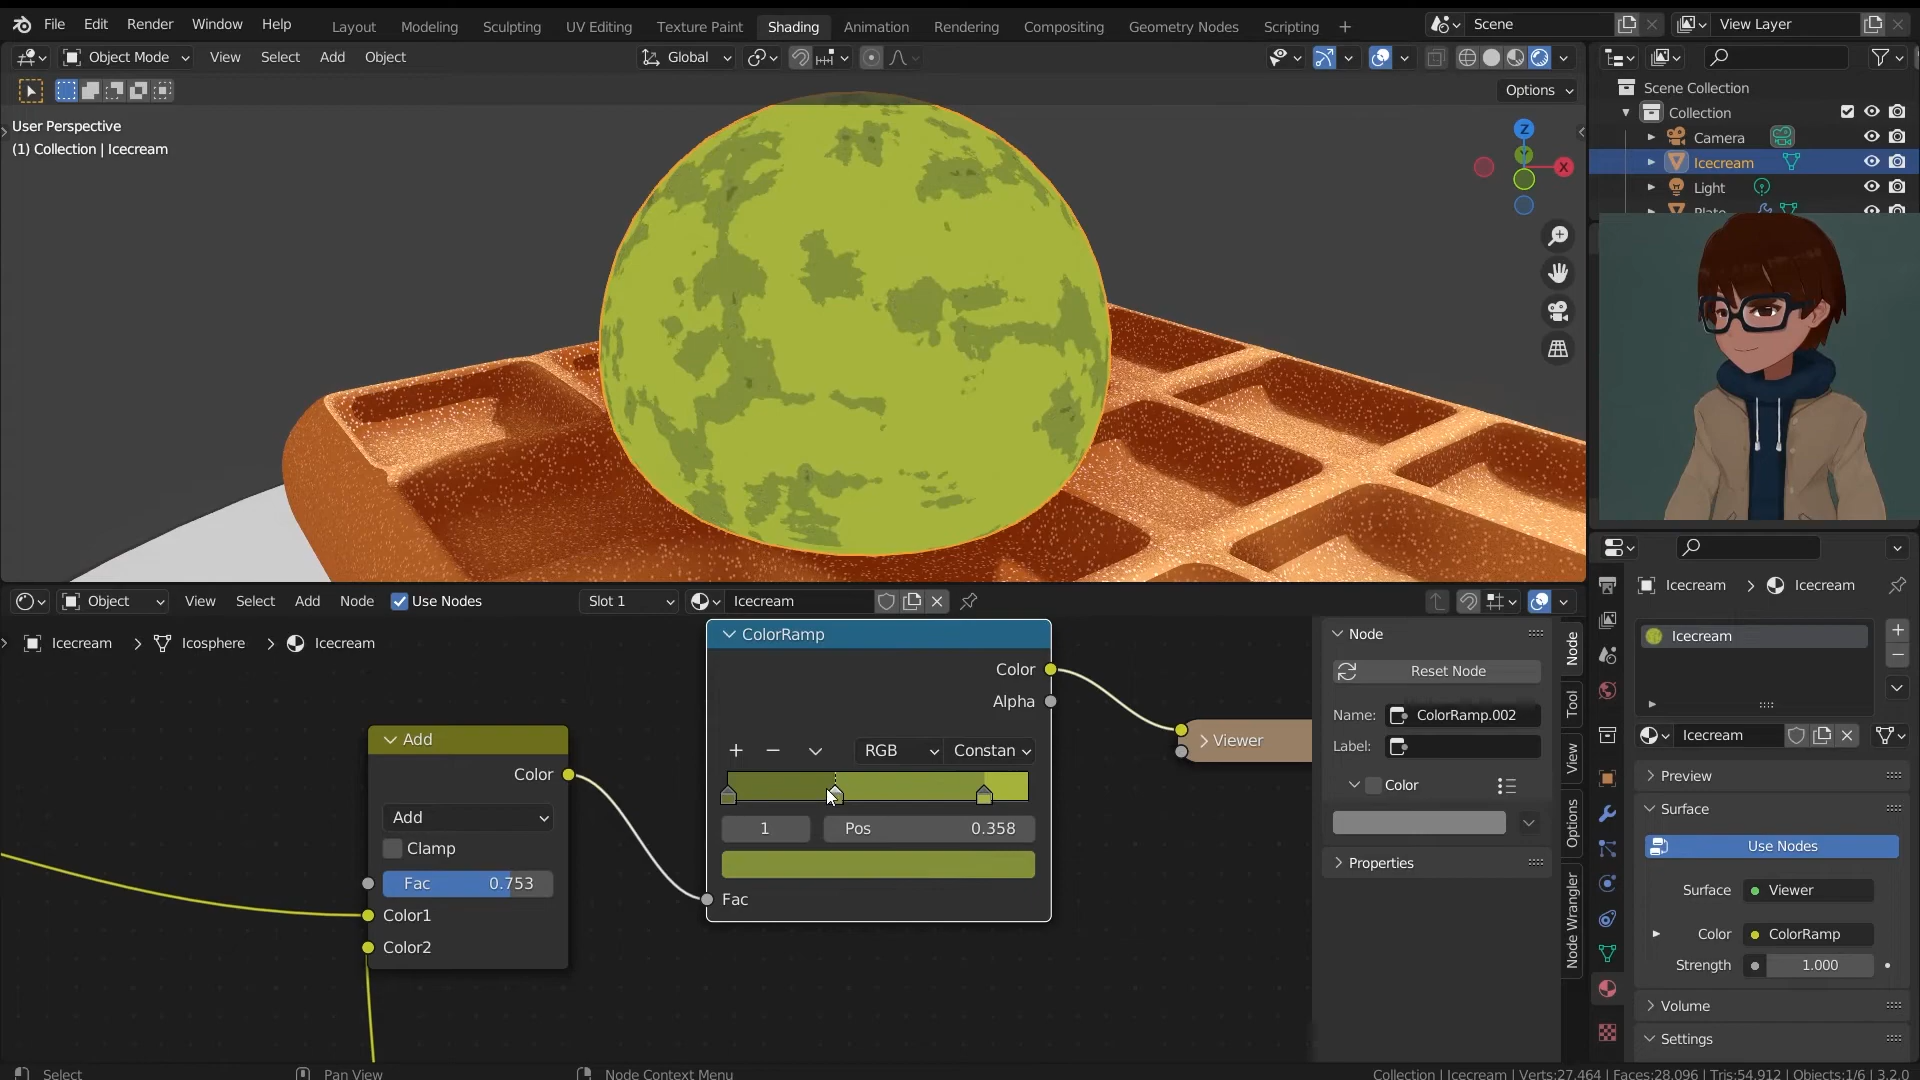 File Edit Render Window Help
Layout Modeling Sculpting UV Editing Texture Paint Shading Animation Rendering Compositing Geometry Nodes Scripting +
Scene
View Layer
Object Mode View Select Add Object
Global
Options
User Perspective
(1) Collection | Icecream
Z
Y
X
Scene Collection
Collection
Camera
Icecream
Light
Plate
Object View Select Add Node Use Nodes Slot 1 Icecream
Icecream > Icosphere > Icecream
Add
Color
Add
Clamp
Fac 0.753
Color1
Color2
ColorRamp
Color
Alpha
RGB Constan
1 Pos 0.358
Fac
Viewer
Node
Reset Node
Name: ColorRamp.002
Label:
Color
Properties
Node
Tool
View
Options
Node Wrangler
Icecream > Icecream
Icecream
Icecream
Preview
Surface
Use Nodes
Surface Viewer
Color ColorRamp
Strength 1.000
Volume
Settings
Select Pan View Node Context Menu
Collection | Icecream | Verts:27,464 | Faces:28,096 | Tris:54,912 | Objects:1/6 | 3.2.0